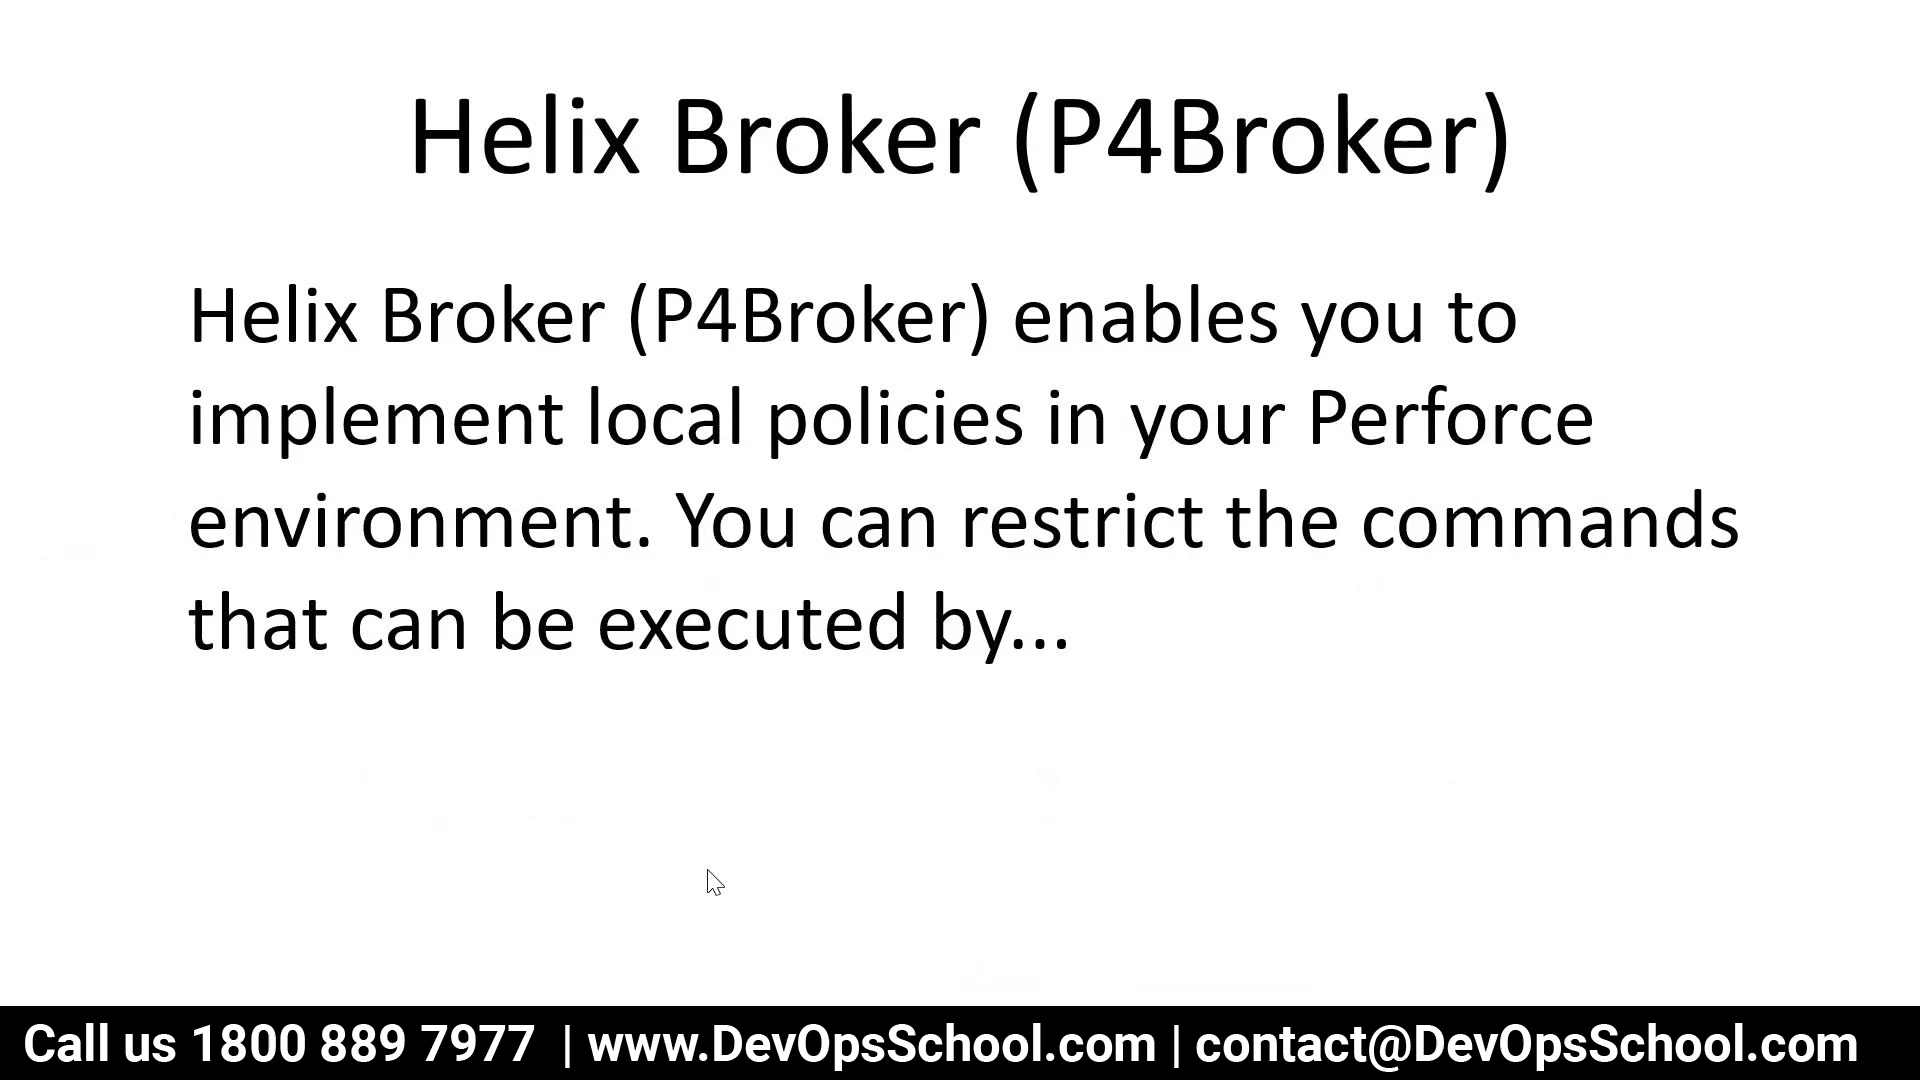 Helix Broker (P4Broker)
Helix Broker (P4Broker) enables you to
implement local policies in your Perforce
environment. You can restrict the commands
that can be executed by...
Call us 1800 889 7977 | www.DevOpsSchool.com | contact@DevOpsSchool.com